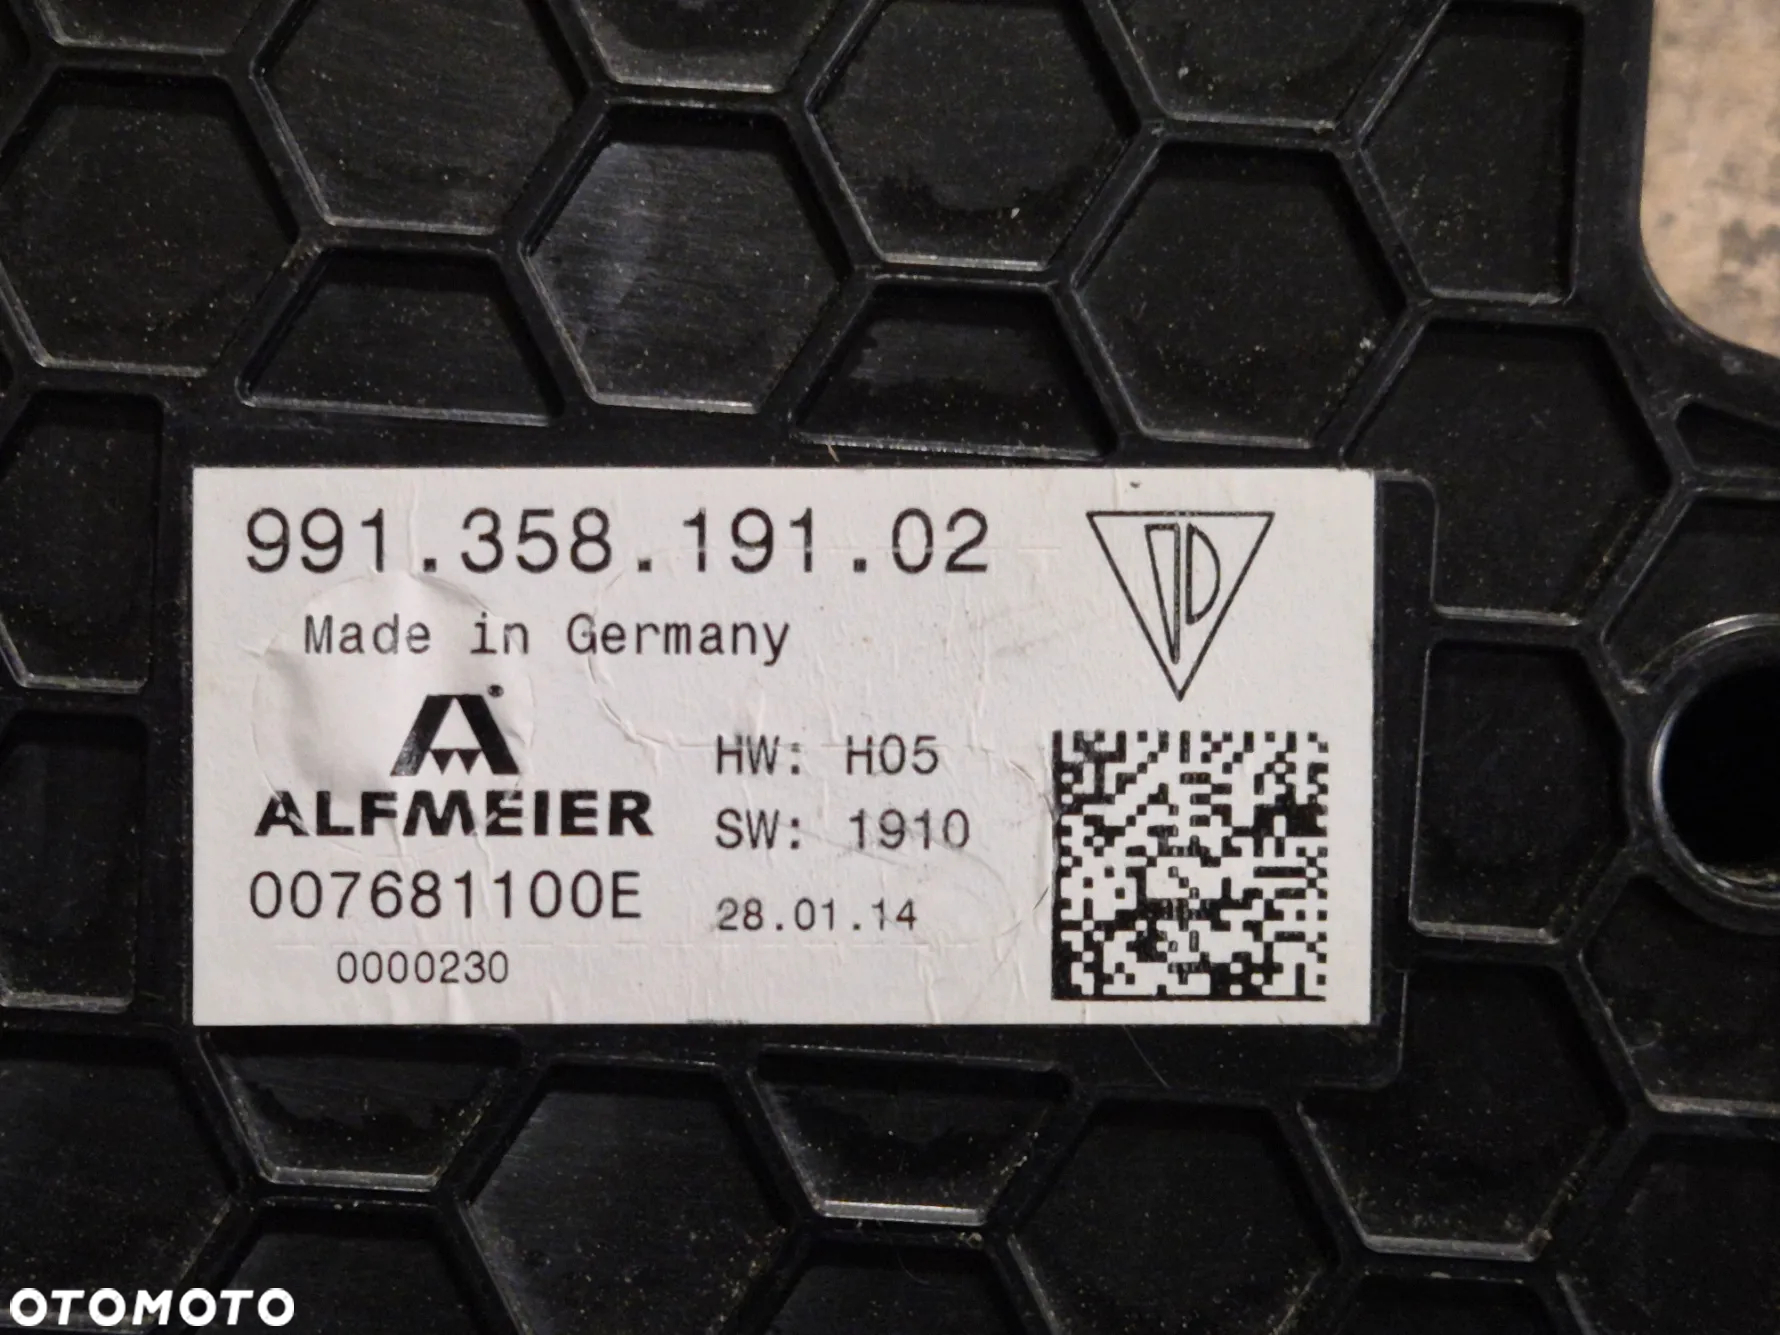 991.358.191.02
Made in Germany
ALFMEIER
007681100E
0000230
HW: H05
SW: 1910
28.01.14
OTOMOTO